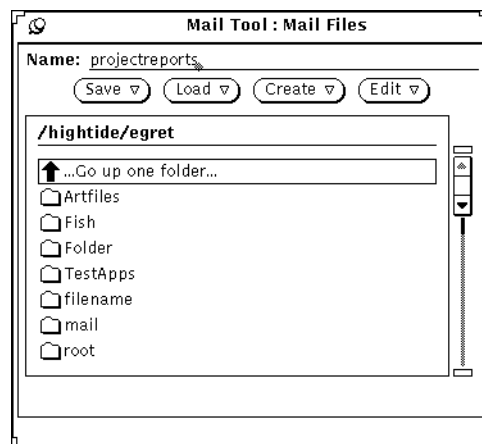 Mail Tool : Mail Files
Name: projectreports
Save Load Create Edit
/hightide/egret
...Go up one folder...
Artfiles
Fish
Folder
TestApps
filename
mail
root